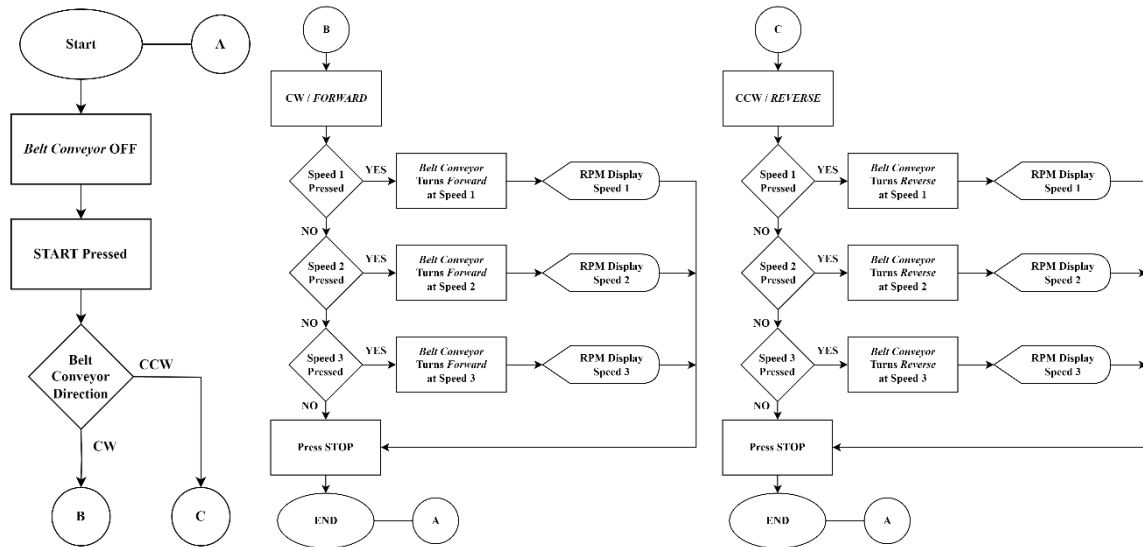 Start
A
Belt Conveyor OFF
START Pressed
Belt
Conveyor
Direction
CCW
CW
B
C
B
CW / FORWARD
Speed 1
Pressed
YES
Belt Conveyor
Turns Forward
at Speed 1
RPM Display
Speed 1
NO
Speed 2
Pressed
YES
Belt Conveyor
Turns Forward
at Speed 2
RPM Display
Speed 2
NO
Speed 3
Pressed
YES
Belt Conveyor
Turns Forward
at Speed 3
RPM Display
Speed 3
NO
Press STOP
END
A
C
CCW / REVERSE
Speed 1
Pressed
YES
Belt Conveyor
Turns Reverse
at Speed 1
RPM Display
Speed 1
NO
Speed 2
Pressed
YES
Belt Conveyor
Turns Reverse
at Speed 2
RPM Display
Speed 2
NO
Speed 3
Pressed
YES
Belt Conveyor
Turns Reverse
at Speed 3
RPM Display
Speed 3
NO
Press STOP
END
A